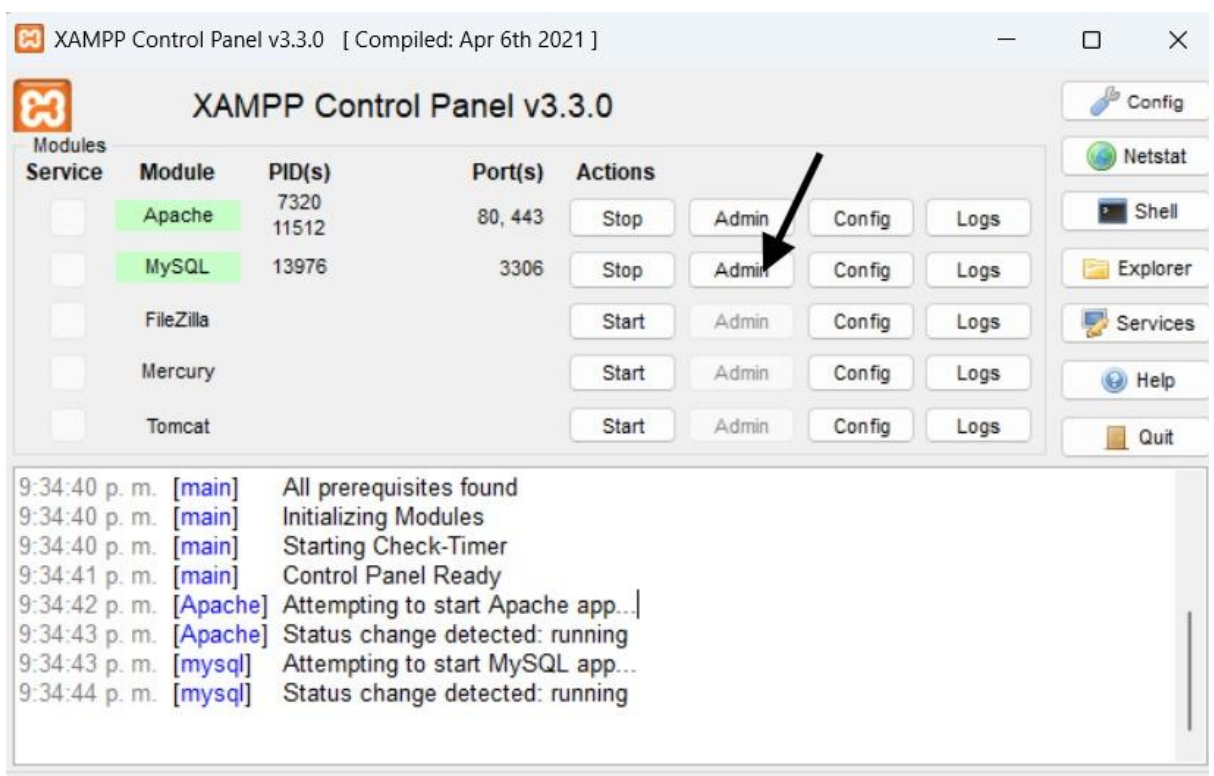 XAMPP Control Panel v3.3.0 [ Compiled: Apr 6th 2021 ]
XAMPP Control Panel v3.3.0
Config
Modules
Netstat
Service Module PID(s) Port(s) Actions
Apache 7320 11512 80, 443 Stop Admin Config Logs
Shell
MySQL 13976 3306 Stop Admin Config Logs
Explorer
FileZilla Start Admin Config Logs
Services
Mercury Start Admin Config Logs
Help
Tomcat Start Admin Config Logs
Quit
9:34:40 p. m. [main] All prerequisites found
9:34:40 p. m. [main] Initializing Modules
9:34:40 p. m. [main] Starting Check-Timer
9:34:41 p. m. [main] Control Panel Ready
9:34:42 p. m. [Apache] Attempting to start Apache app...
9:34:43 p. m. [Apache] Status change detected: running
9:34:43 p. m. [mysql] Attempting to start MySQL app...
9:34:44 p. m. [mysql] Status change detected: running